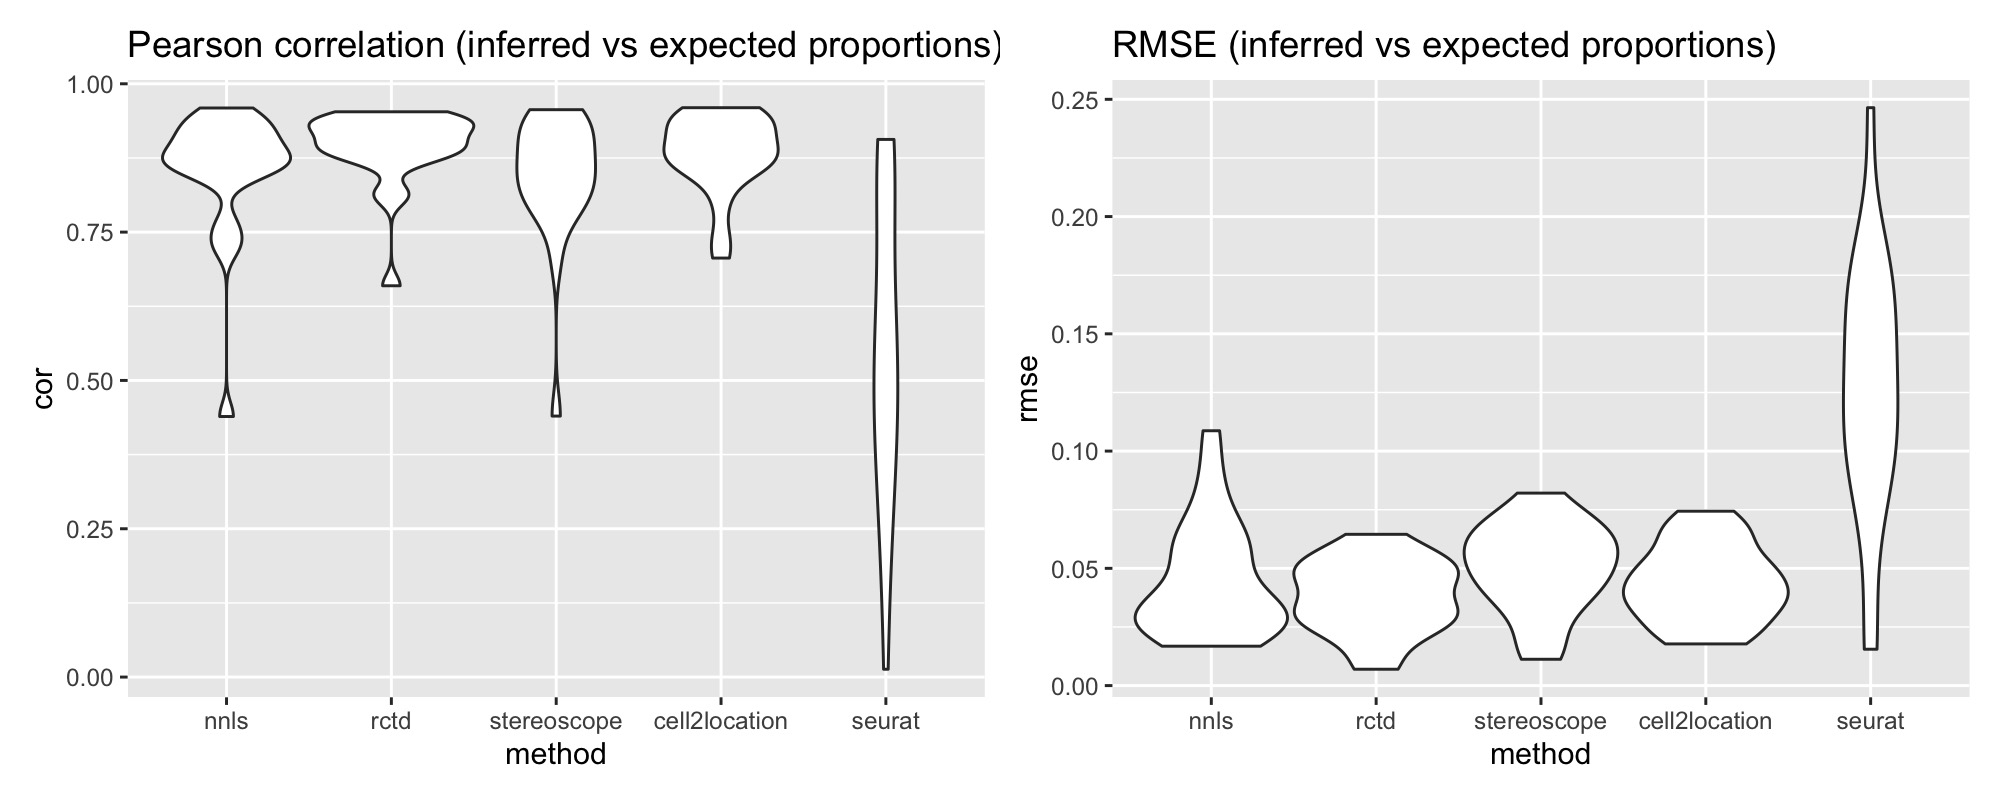 Pearson correlation (inferred vs expected proportions)
1.00
0.75
0.50
0.25
0.00
cor
nnls rctd stereoscope cell2location seurat
method
RMSE (inferred vs expected proportions)
0.25
0.20
0.15
0.10
0.05
0.00
rmse
nnls rctd stereoscope cell2location seurat
method